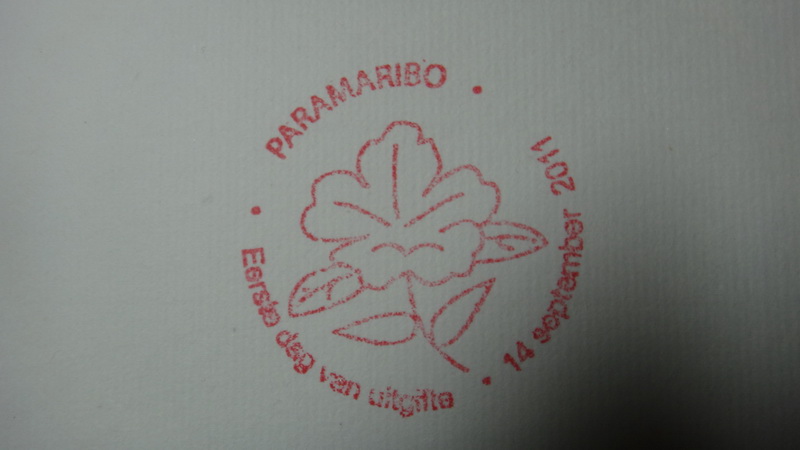 PARAMARIBO
Eerste dag van uitgifte
14 september 2011